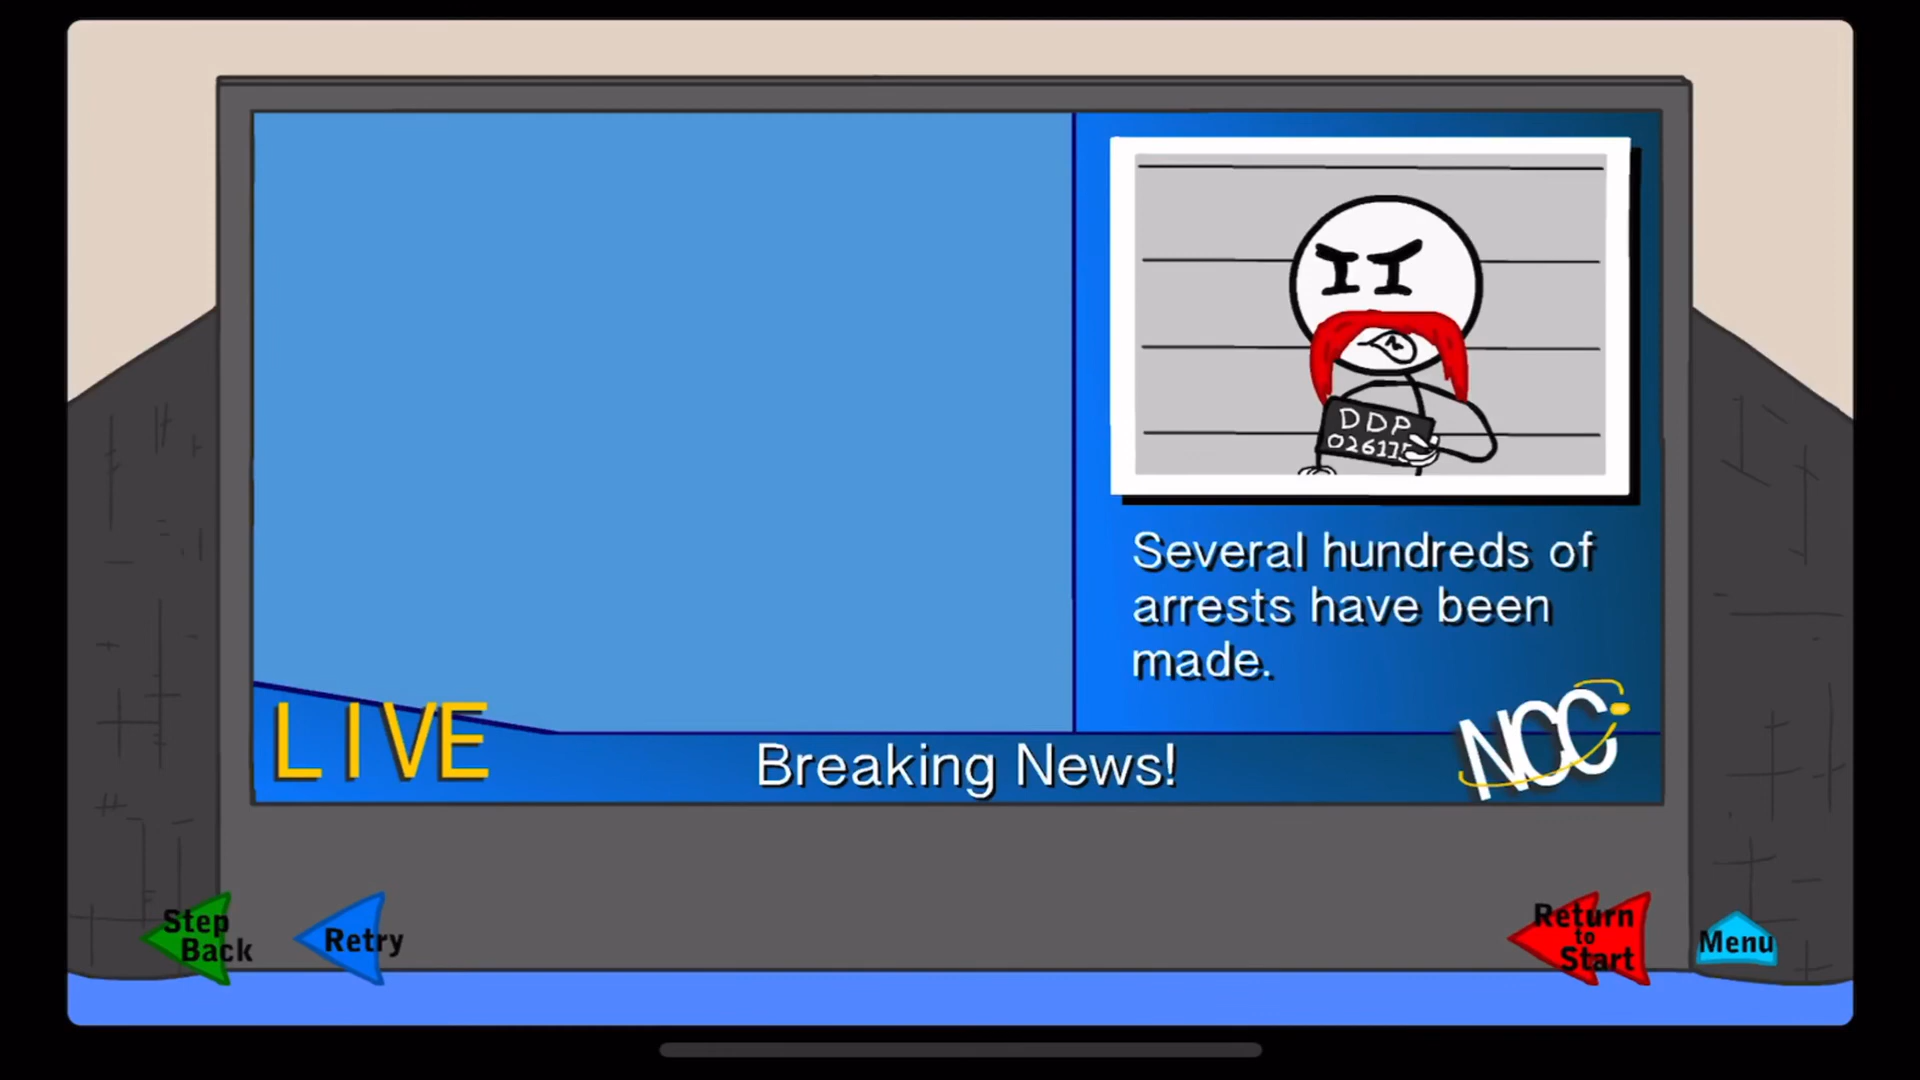 DDP
02611
Several hundreds of
arrests have been
made.
LIVE
Breaking News!
NCC
Step
Back
Retry
Return
to
Start
Menu